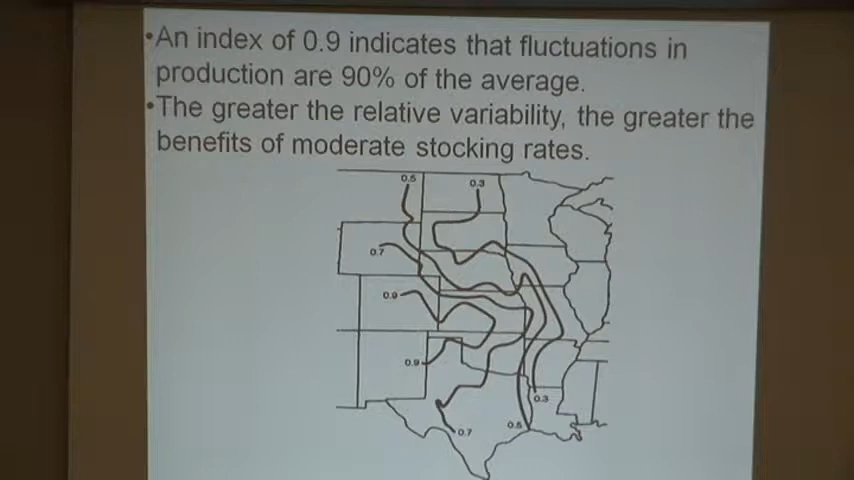 •An index of 0.9 indicates that fluctuations in
production are 90% of the average.
•The greater the relative variability, the greater the
benefits of moderate stocking rates.
0.5
0.3
0.7
0.9
0.9
0.3
0.5
0.7